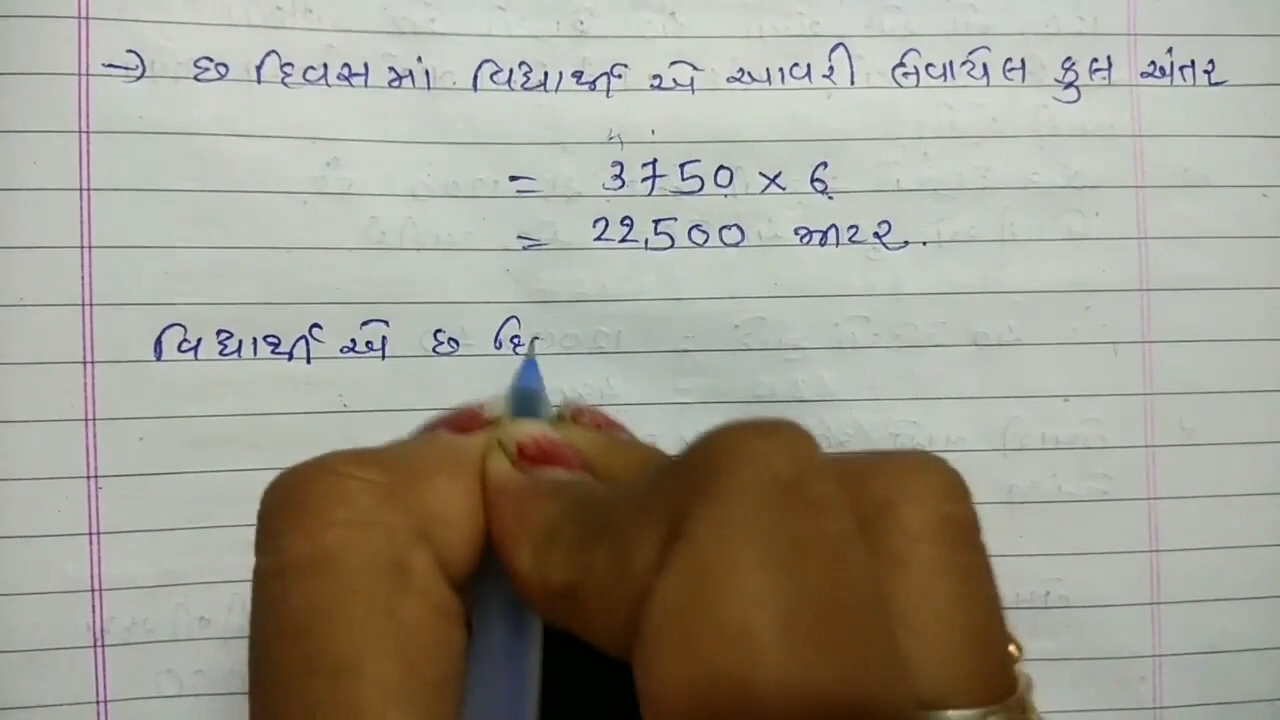 → છ દિવસમાં વિદ્યાર્થી એ આવરી લેવાયેલ કુલ અંતર
= 3750 × 6
= 22,500 મીટર.
વિદ્યાર્થી એ છ દિ